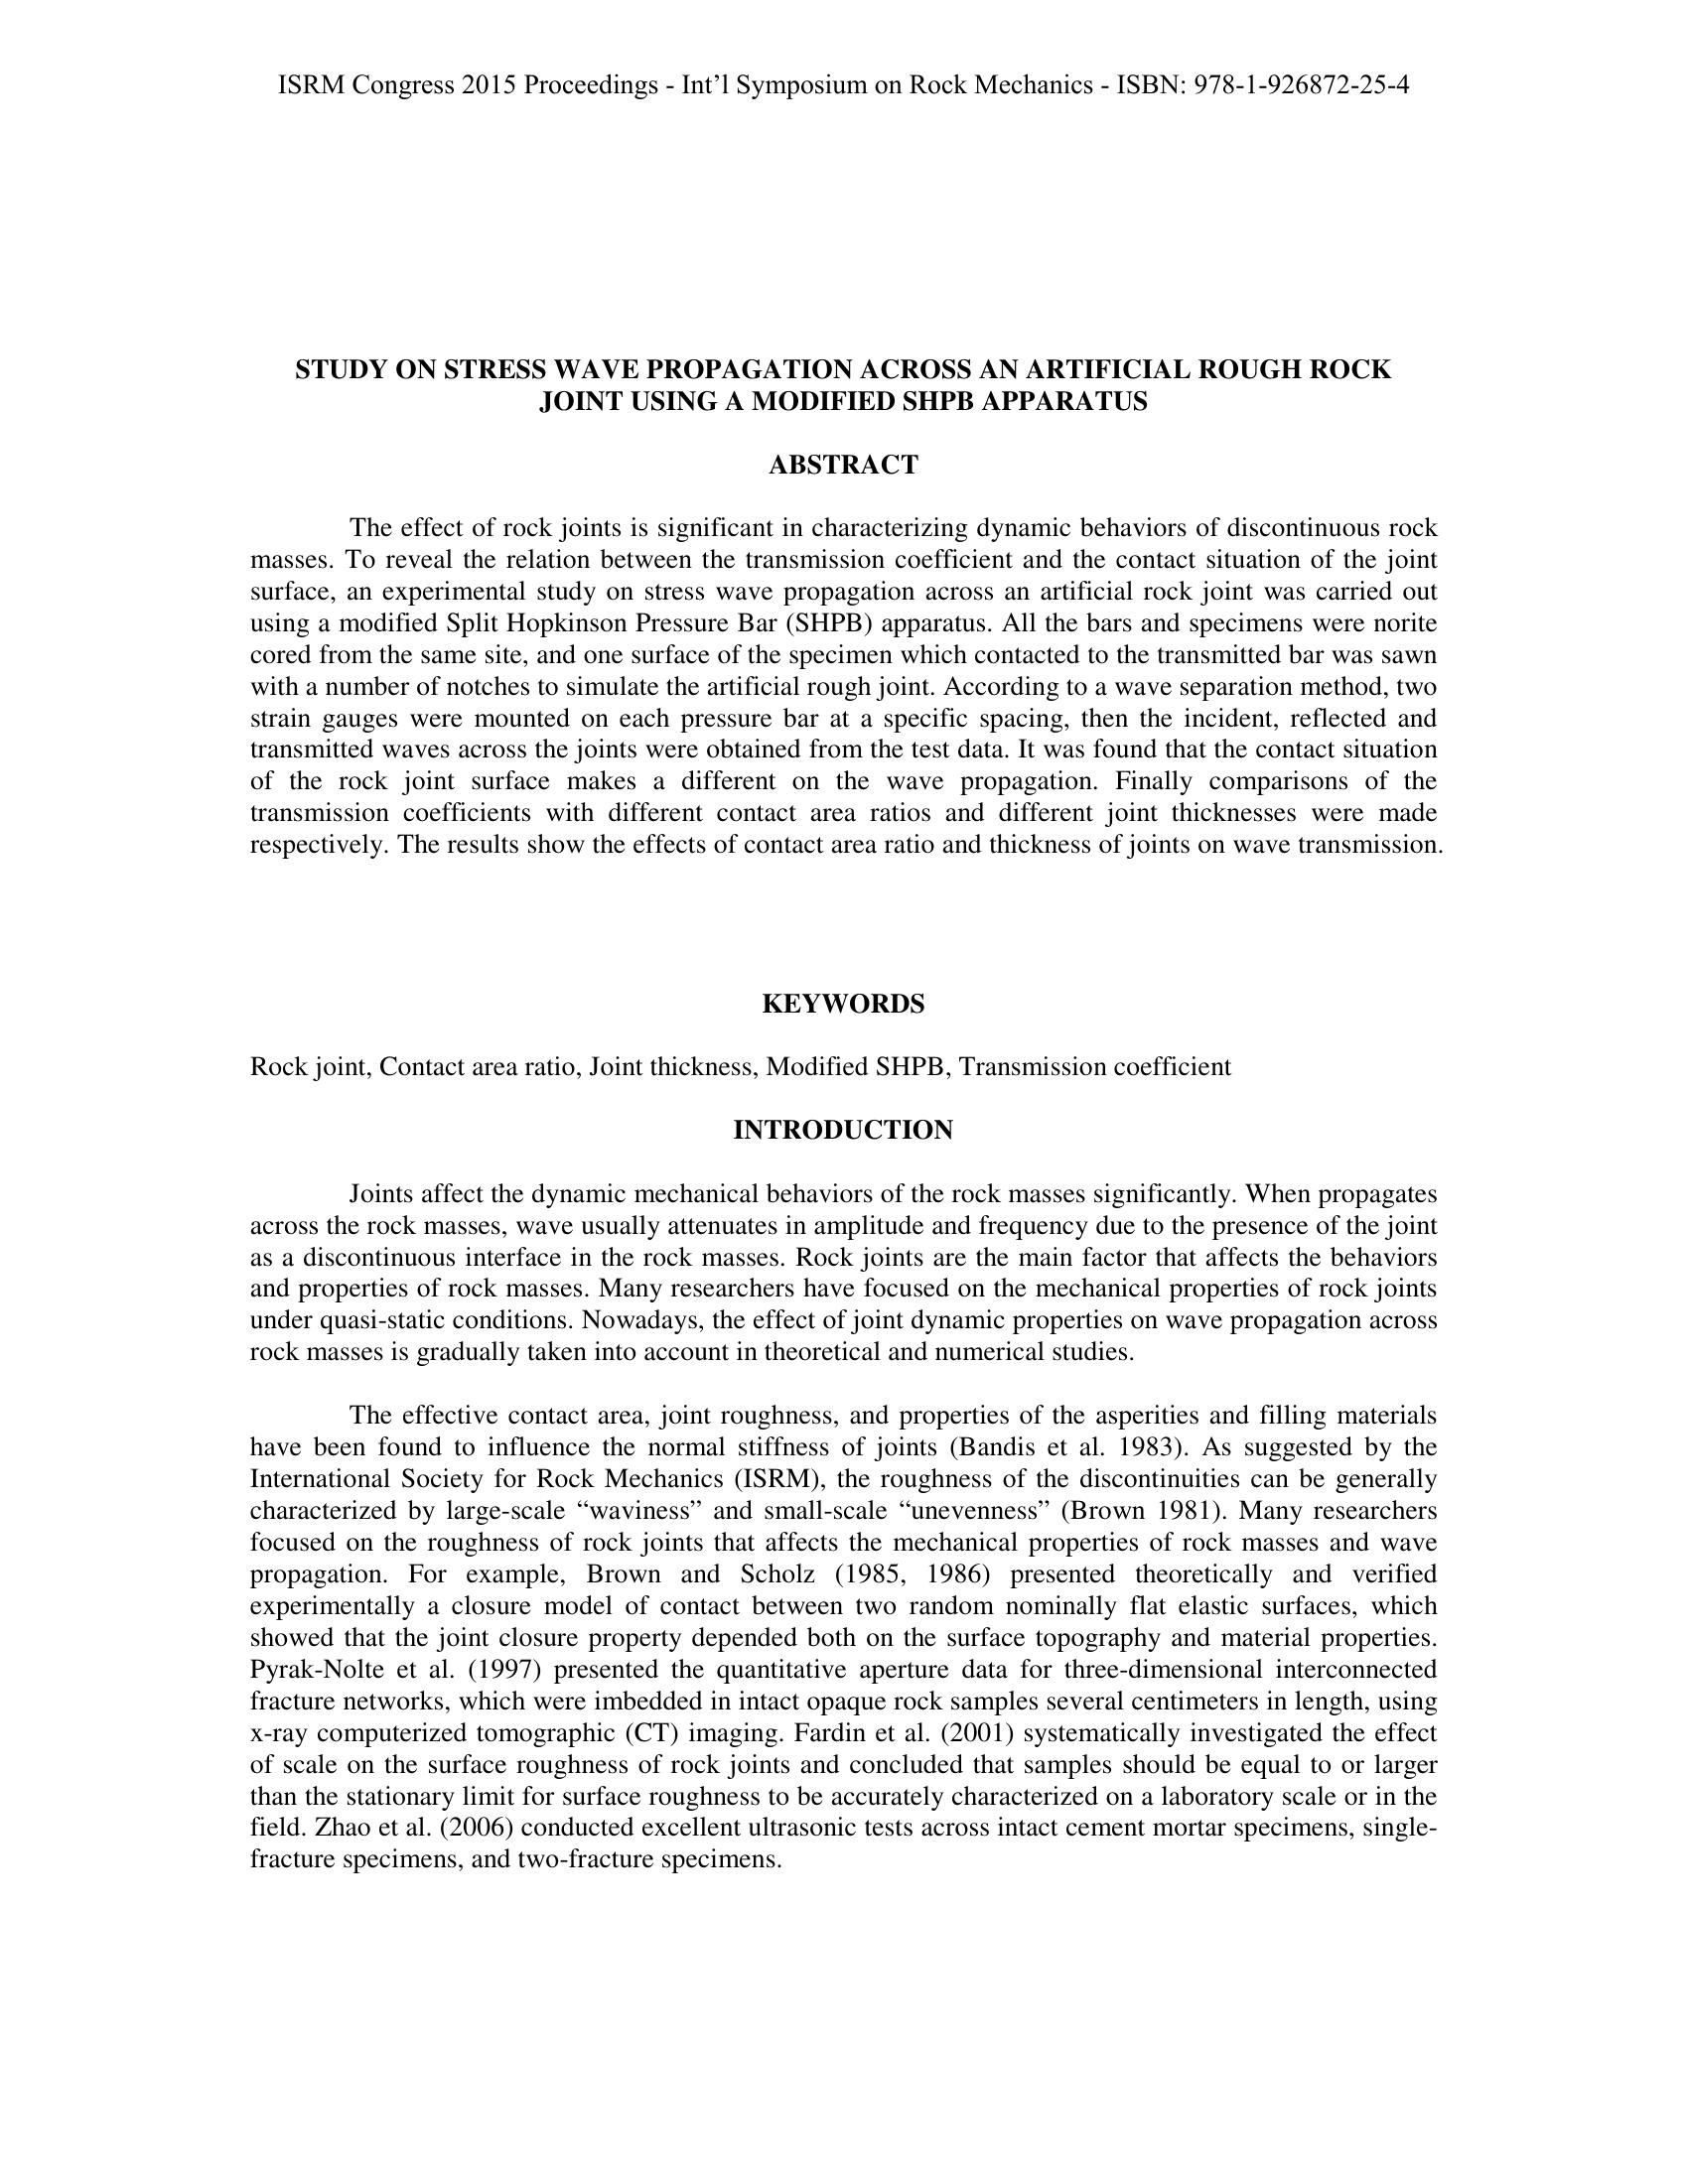 ISRM Congress 2015 Proceedings - Int’l Symposium on Rock Mechanics - ISBN: 978-1-926872-25-4
STUDY ON STRESS WAVE PROPAGATION ACROSS AN ARTIFICIAL ROUGH ROCK
JOINT USING A MODIFIED SHPB APPARATUS
ABSTRACT
The effect of rock joints is significant in characterizing dynamic behaviors of discontinuous rock
masses. To reveal the relation between the transmission coefficient and the contact situation of the joint
surface, an experimental study on stress wave propagation across an artificial rock joint was carried out
using a modified Split Hopkinson Pressure Bar (SHPB) apparatus. All the bars and specimens were norite
cored from the same site, and one surface of the specimen which contacted to the transmitted bar was sawn
with a number of notches to simulate the artificial rough joint. According to a wave separation method, two
strain gauges were mounted on each pressure bar at a specific spacing, then the incident, reflected and
transmitted waves across the joints were obtained from the test data. It was found that the contact situation
of the rock joint surface makes a different on the wave propagation. Finally comparisons of the
transmission coefficients with different contact area ratios and different joint thicknesses were made
respectively. The results show the effects of contact area ratio and thickness of joints on wave transmission.
KEYWORDS
Rock joint, Contact area ratio, Joint thickness, Modified SHPB, Transmission coefficient
INTRODUCTION
Joints affect the dynamic mechanical behaviors of the rock masses significantly. When propagates
across the rock masses, wave usually attenuates in amplitude and frequency due to the presence of the joint
as a discontinuous interface in the rock masses. Rock joints are the main factor that affects the behaviors
and properties of rock masses. Many researchers have focused on the mechanical properties of rock joints
under quasi-static conditions. Nowadays, the effect of joint dynamic properties on wave propagation across
rock masses is gradually taken into account in theoretical and numerical studies.
The effective contact area, joint roughness, and properties of the asperities and filling materials
have been found to influence the normal stiffness of joints (Bandis et al. 1983). As suggested by the
International Society for Rock Mechanics (ISRM), the roughness of the discontinuities can be generally
characterized by large-scale “waviness” and small-scale “unevenness” (Brown 1981). Many researchers
focused on the roughness of rock joints that affects the mechanical properties of rock masses and wave
propagation. For example, Brown and Scholz (1985, 1986) presented theoretically and verified
experimentally a closure model of contact between two random nominally flat elastic surfaces, which
showed that the joint closure property depended both on the surface topography and material properties.
Pyrak-Nolte et al. (1997) presented the quantitative aperture data for three-dimensional interconnected
fracture networks, which were imbedded in intact opaque rock samples several centimeters in length, using
x-ray computerized tomographic (CT) imaging. Fardin et al. (2001) systematically investigated the effect
of scale on the surface roughness of rock joints and concluded that samples should be equal to or larger
than the stationary limit for surface roughness to be accurately characterized on a laboratory scale or in the
field. Zhao et al. (2006) conducted excellent ultrasonic tests across intact cement mortar specimens, single-
fracture specimens, and two-fracture specimens.